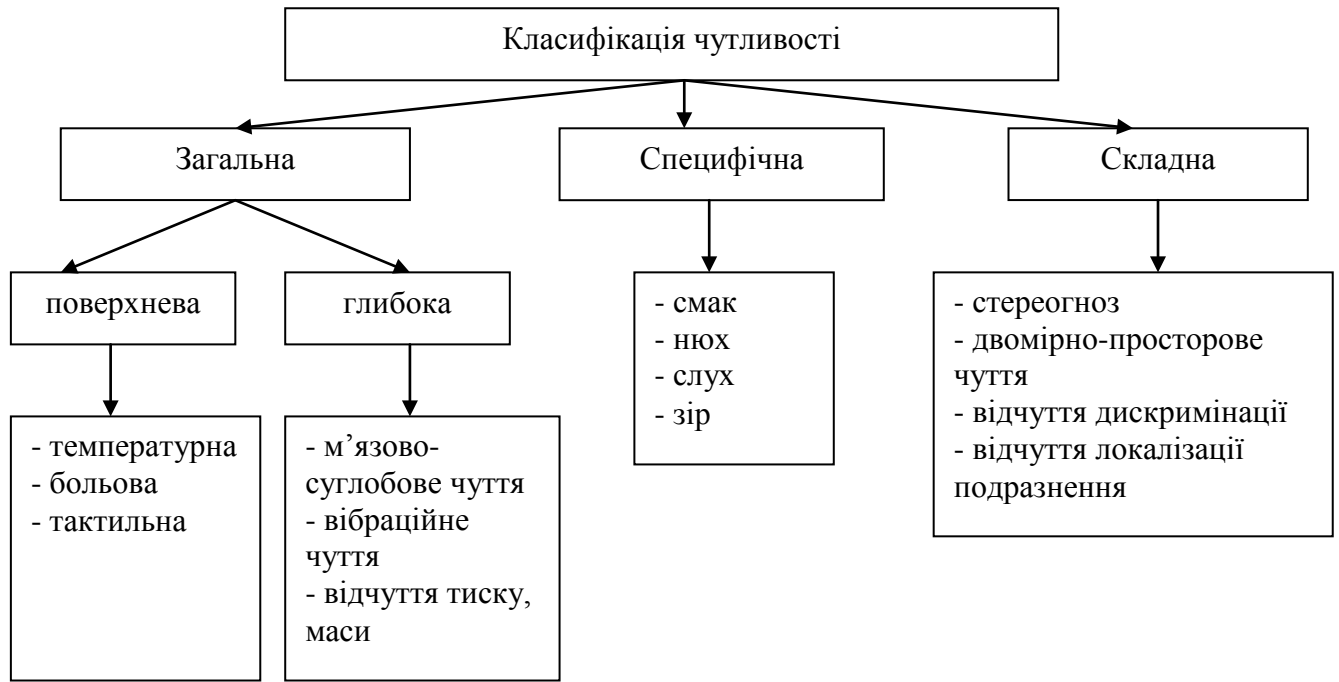 Класифікація чутливості
Загальна
Специфічна
Складна
поверхнева
глибока
- смак
- нюх
- слух
- зір
- стереогноз
- двомірно-просторове
чуття
- відчуття дискримінації
- відчуття локалізації
подразнення
- температурна
- больова
- тактильна
- м’язово-
суглобове чуття
- вібраційне
чуття
- відчуття тиску,
маси